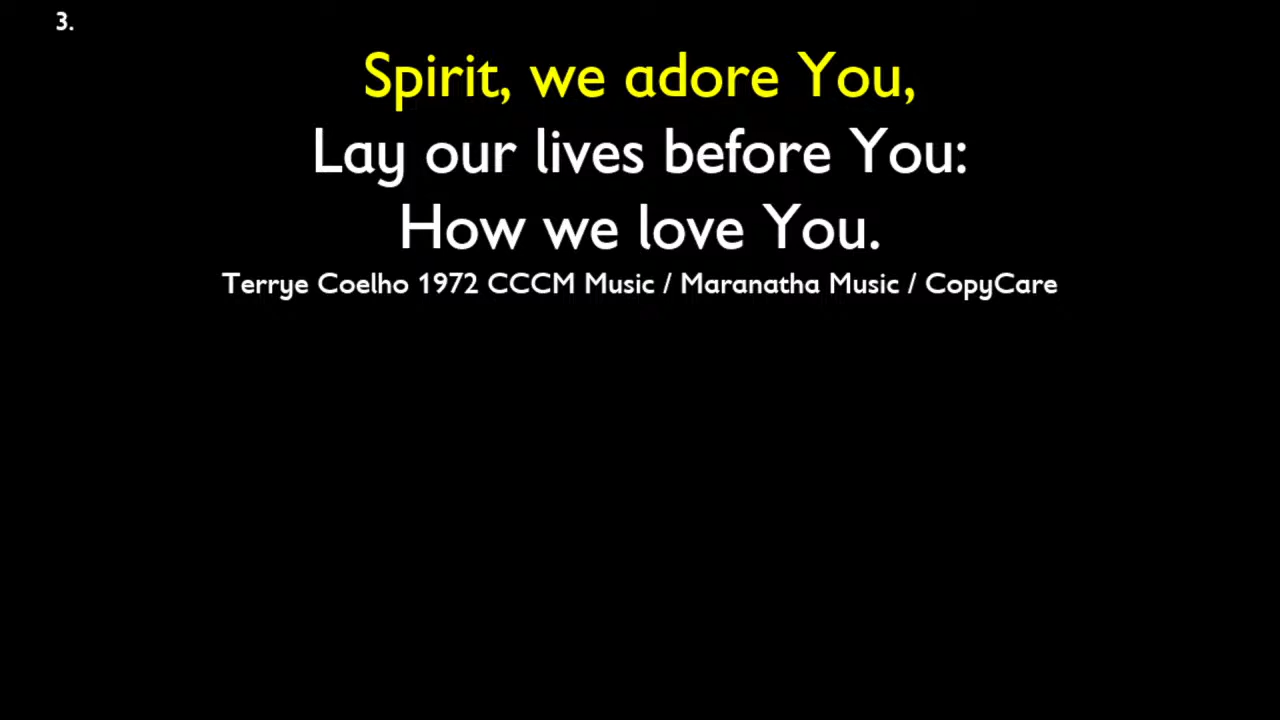 3.
Spirit, we adore You,
Lay our lives before You:
How we love You.
Terrye Coelho 1972 CCCM Music / Maranatha Music / CopyCare